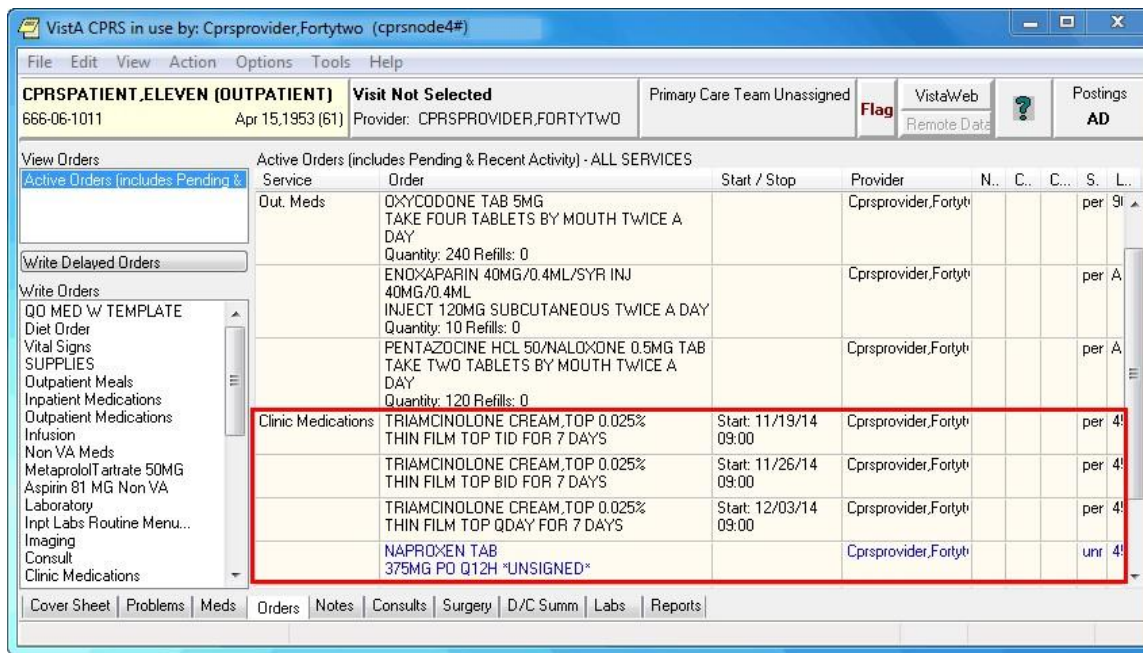 VistA CPRS in use by: Cprsprovider,Fortytwo (cprsnode4#)
File Edit View Action Options Tools Help
CPRSPATIENT,ELEVEN (OUTPATIENT)
666-06-1011 Apr 15,1953 (61)
Visit Not Selected
Provider: CPRSPROVIDER,FORTYTWO
Primary Care Team Unassigned
Flag
VistaWeb
Remote Data
?
Postings
AD
View Orders
Active Orders (includes Pending &
Write Delayed Orders
Write Orders
QO MED W TEMPLATE
Diet Order
Vital Signs
SUPPLIES
Outpatient Meals
Inpatient Medications
Outpatient Medications
Infusion
Non VA Meds
MetaprololTartrate 50MG
Aspirin 81 MG Non VA
Laboratory
Inpt Labs Routine Menu...
Imaging
Consult
Clinic Medications
Active Orders (includes Pending & Recent Activity) - ALL SERVICES
Service Order Start / Stop Provider N.. C.. C... S. L...
Out. Meds OXYCODONE TAB 5MG Cprsprovider,Fortyt per
TAKE FOUR TABLETS BY MOUTH TWICE A
DAY
Quantity: 240 Refills: 0
ENOXAPARIN 40MG/0.4ML/SYR INJ Cprsprovider,Fortyt per A
40MG/0.4ML
INJECT 120MG SUBCUTANEOUS TWICE A DAY
Quantity: 10 Refills: 0
PENTAZOCINE HCL 50/NALOXONE 0.5MG TAB Cprsprovider,Fortyt per A
TAKE TWO TABLETS BY MOUTH TWICE A
DAY
Quantity: 120 Refills: 0
Clinic Medications TRIAMCINOLONE CREAM,TOP 0.025% Start: 11/19/14 Cprsprovider,Fortyt per
THIN FILM TOP TID FOR 7 DAYS 09:00
TRIAMCINOLONE CREAM,TOP 0.025% Start: 11/26/14 Cprsprovider,Fortyt per
THIN FILM TOP BID FOR 7 DAYS 09:00
TRIAMCINOLONE CREAM,TOP 0.025% Start: 12/03/14 Cprsprovider,Fortyt per
THIN FILM TOP QDAY FOR 7 DAYS 09:00
NAPROXEN TAB Cprsprovider,Fortyt unr
375MG PO Q12H *UNSIGNED*
Cover Sheet Problems Meds Orders Notes Consults Surgery D/C Summ Labs Reports